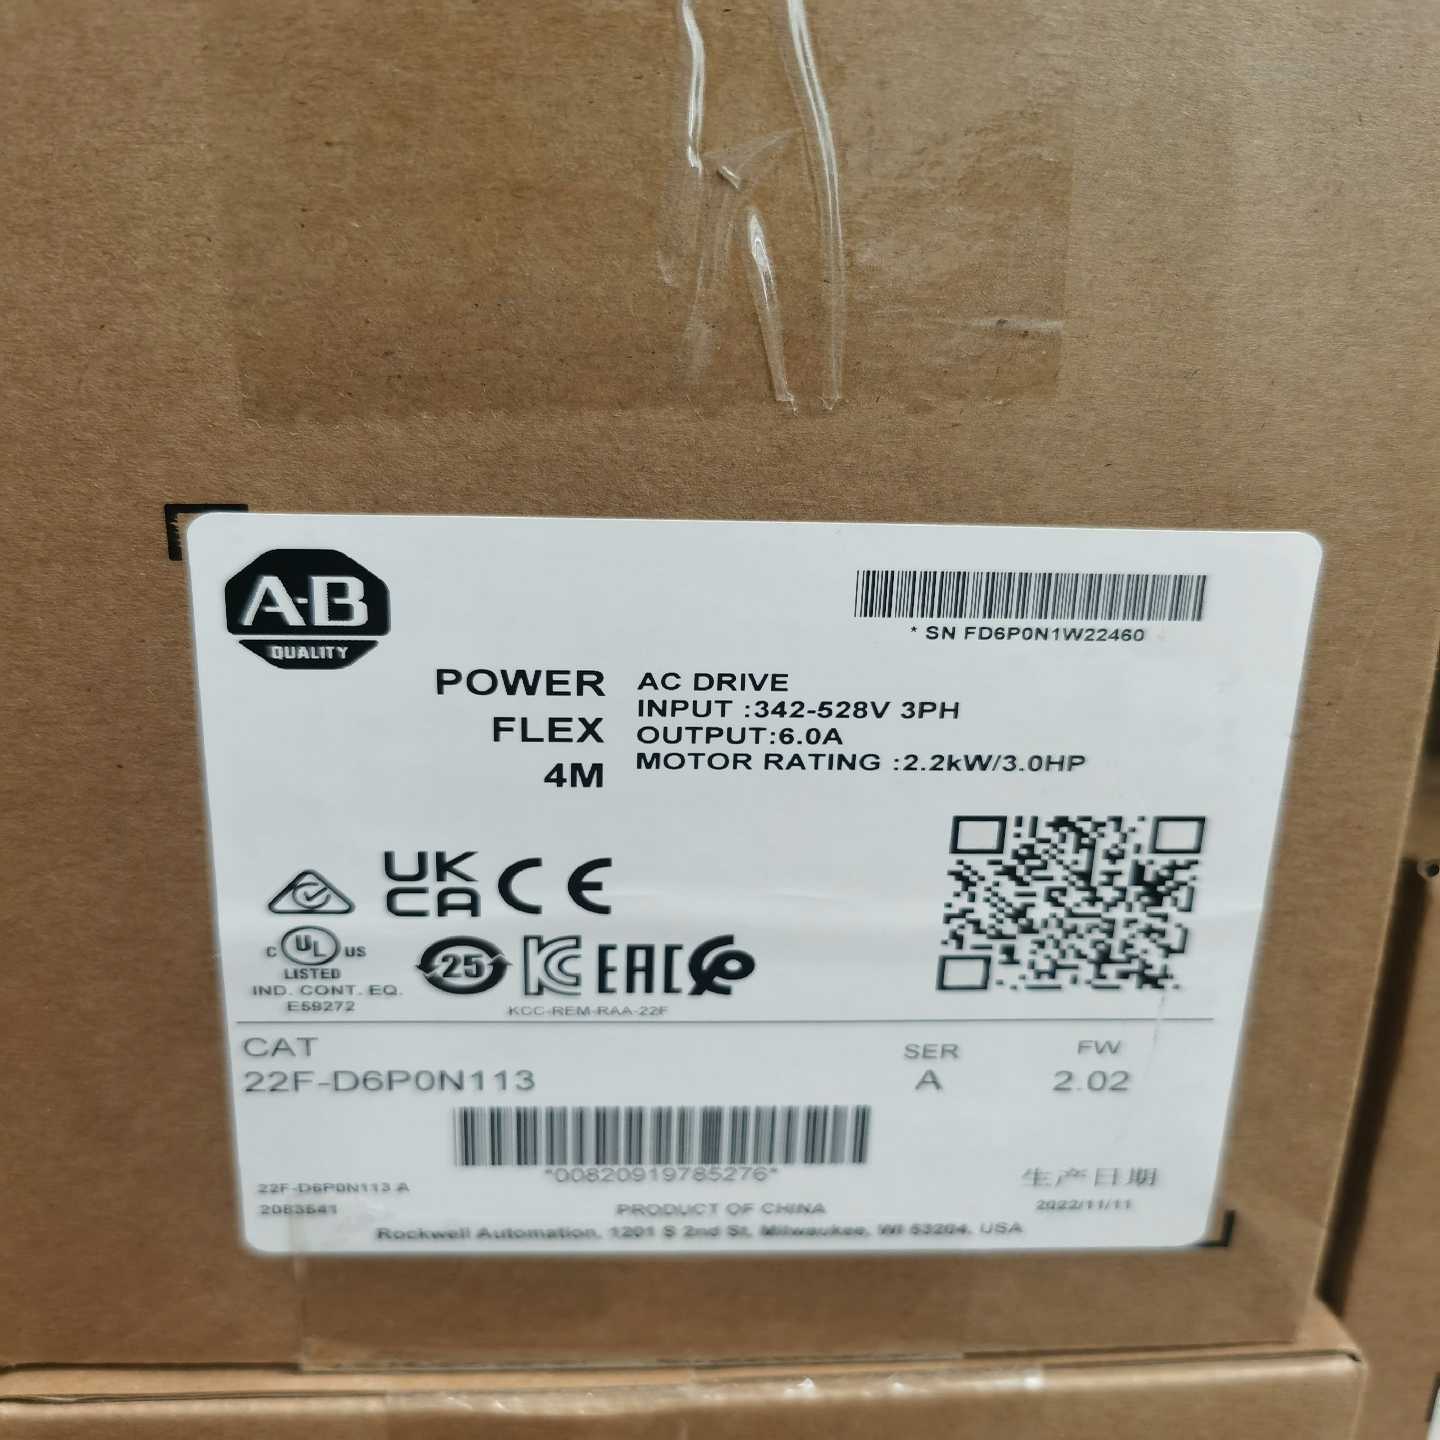 A-B
QUALITY
* SN FD6P0N1W22460
POWER
FLEX
4M
AC DRIVE
INPUT :342-528V 3PH
OUTPUT:6.0A
MOTOR RATING :2.2kW/3.0HP
UK
CA
CE
C UL US
LISTED
IND. CONT. EQ.
E59272
25
KC
EAC
KCC-REM-RAA-22F
CAT
22F-D6P0N113
SER
A
FW
2.02
*00820919785276*
22F-D6P0N113 A
2083541
PRODUCT OF CHINA
生产日期
2022/11/11
Rockwell Automation, 1201 S 2nd St, Milwaukee, WI 53204, USA